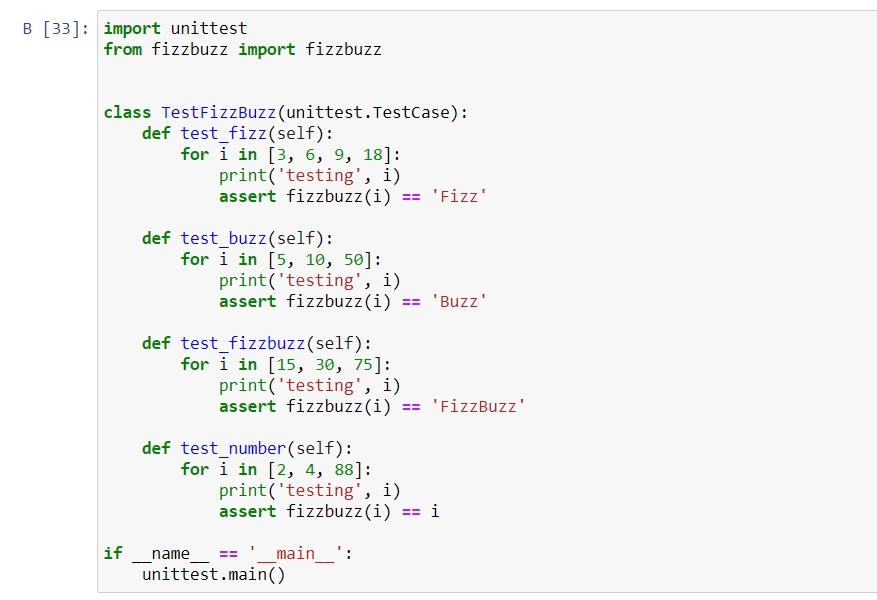 В [33]: import unittest
from fizzbuzz import fizzbuzz
class TestFizzBuzz(unittest.TestCase):
    def test_fizz(self):
        for i in [3, 6, 9, 18]:
            print('testing', i)
            assert fizzbuzz(i) == 'Fizz'
    def test_buzz(self):
        for i in [5, 10, 50]:
            print('testing', i)
            assert fizzbuzz(i) == 'Buzz'
    def test_fizzbuzz(self):
        for i in [15, 30, 75]:
            print('testing', i)
            assert fizzbuzz(i) == 'FizzBuzz'
    def test_number(self):
        for i in [2, 4, 88]:
            print('testing', i)
            assert fizzbuzz(i) == i
if __name__ == '__main__':
    unittest.main()